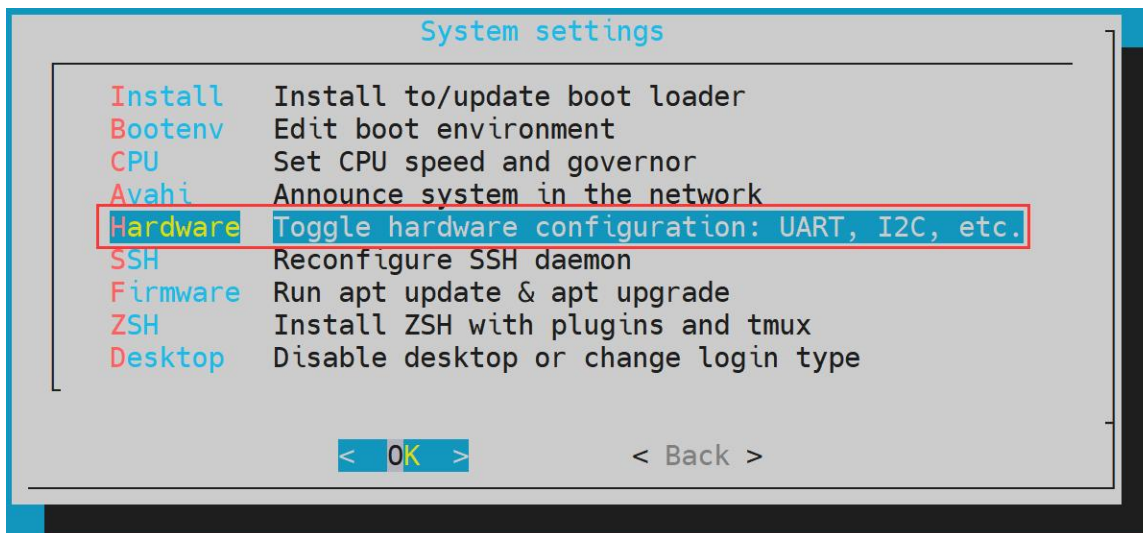 System settings
Install Install to/update boot loader
Bootenv Edit boot environment
CPU Set CPU speed and governor
Avahi Announce system in the network
Hardware Toggle hardware configuration: UART, I2C, etc.
SSH Reconfigure SSH daemon
Firmware Run apt update & apt upgrade
ZSH Install ZSH with plugins and tmux
Desktop Disable desktop or change login type
< OK > < Back >